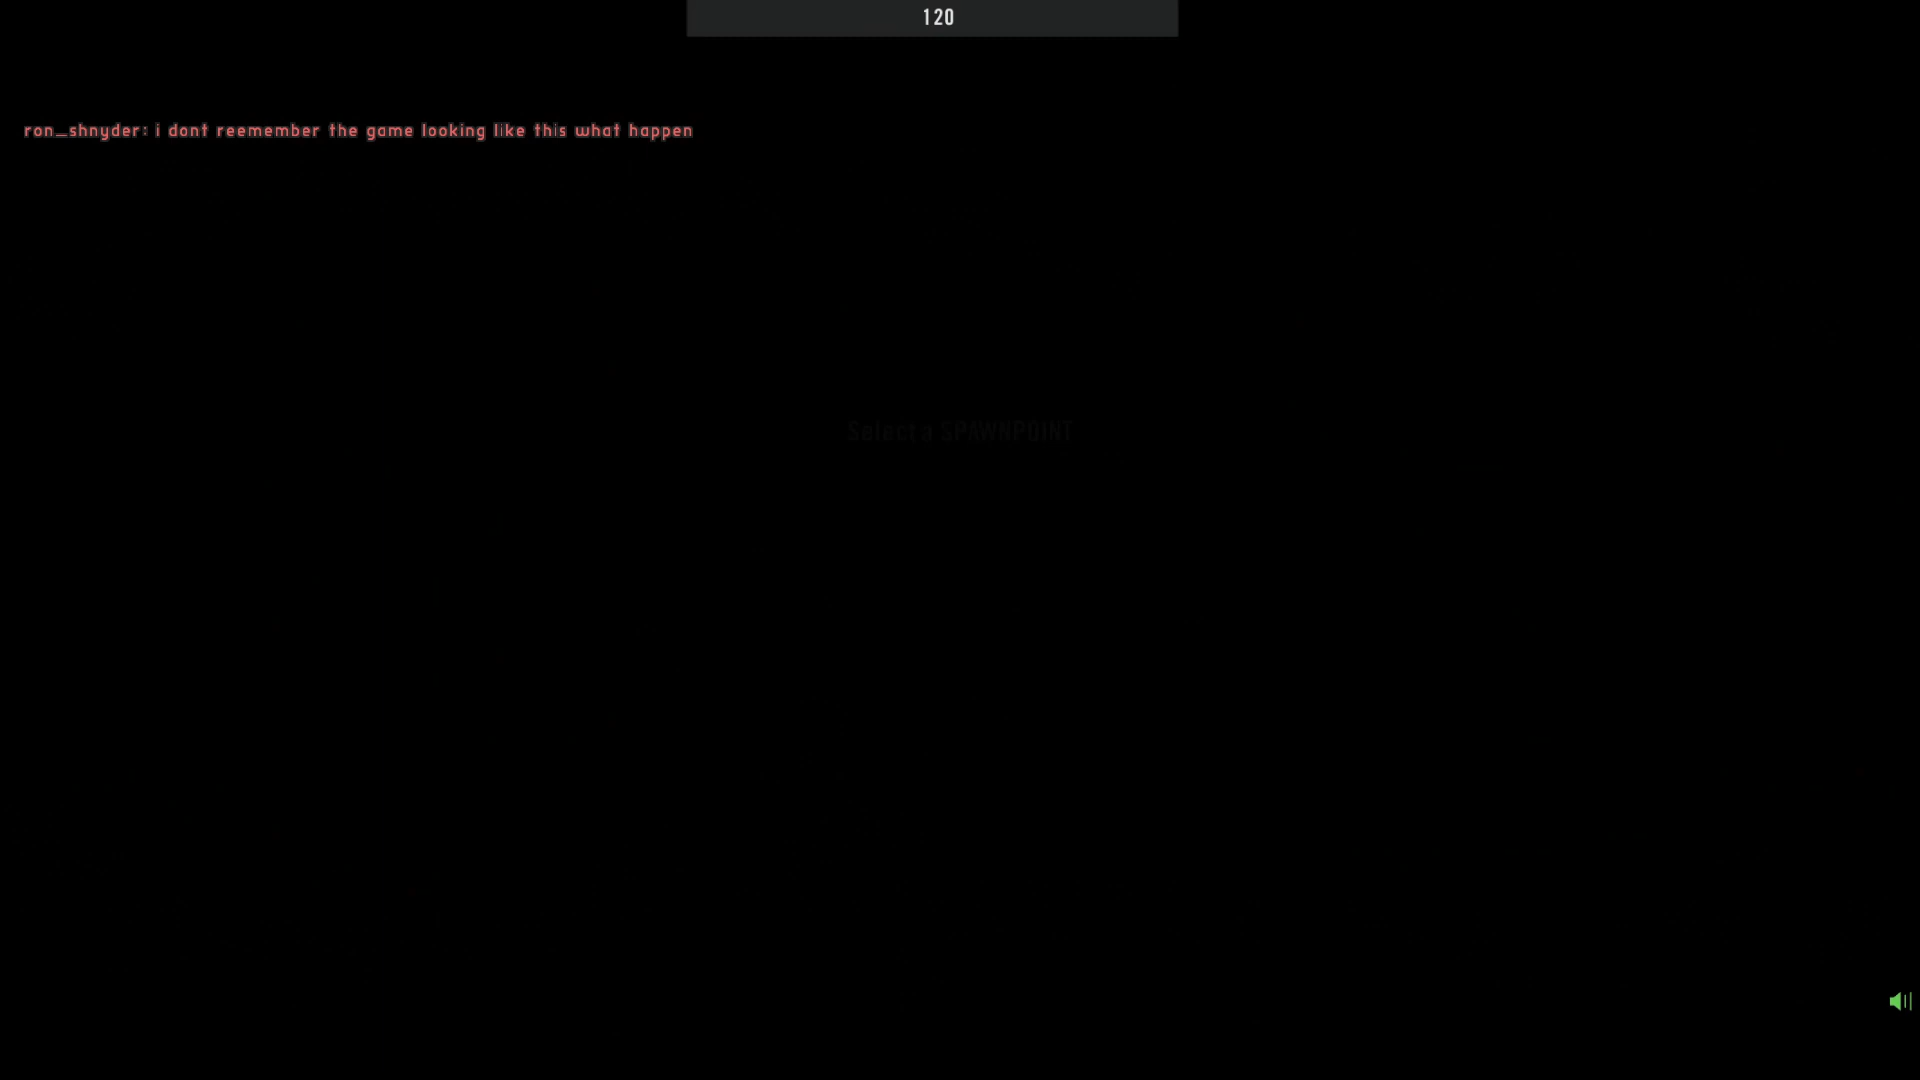 120
ron_shnyder: i dont reemember the game looking like this what happen
Select a SPAWNPOINT